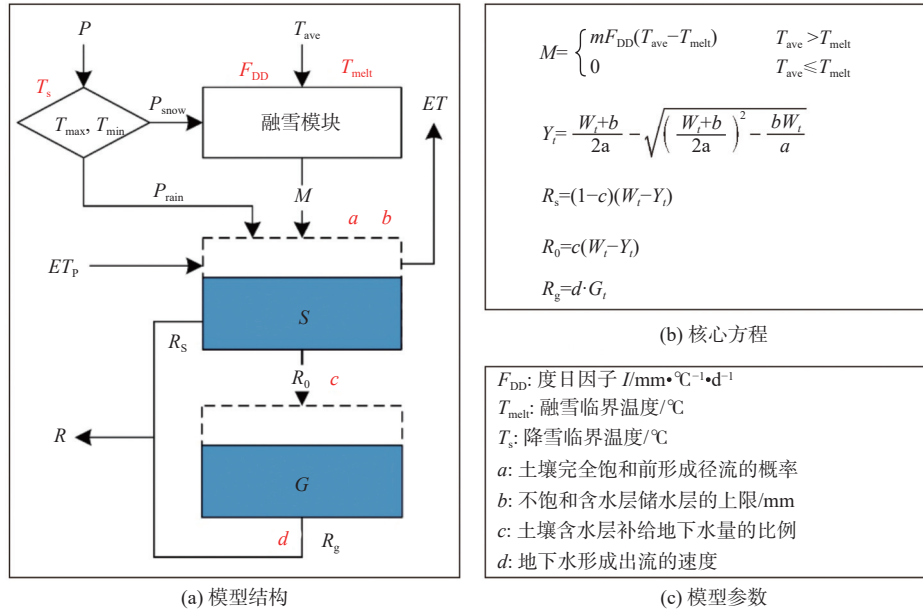 P
T_ave
T_s
F_DD
T_melt
P_snow
ET
T_max, T_min
融雪模块
P_rain
M
a b
ET_P
S
R_S
R_0 c
R
G
d R_g
(a) 模型结构
M= { mF_DD(T_ave−T_melt) T_ave >T_melt
0 T_ave⩽T_melt
Y_t= (W_t+b)/2a − √( ( (W_t+b)/2a )^2 − bW_t/a )
R_s=(1−c)(W_t−Y_t)
R_0=c(W_t−Y_t)
R_g=d·G_t
(b) 核心方程
F_DD: 度日因子 I/mm•℃⁻¹•d⁻¹
T_melt: 融雪临界温度/℃
T_s: 降雪临界温度/℃
a: 土壤完全饱和前形成径流的概率
b: 不饱和含水层储水层的上限/mm
c: 土壤含水层补给地下水量的比例
d: 地下水形成出流的速度
(c) 模型参数